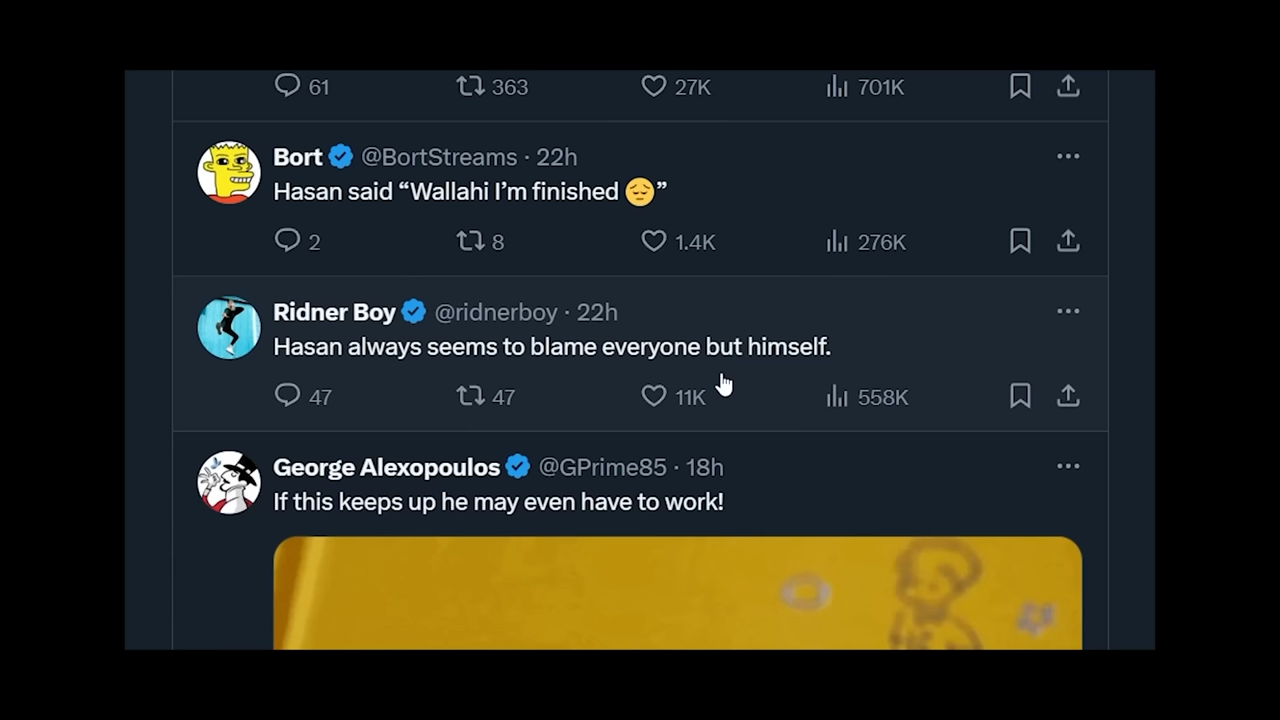 61 363 27K 701K
Bort @BortStreams · 22h
Hasan said “Wallahi I’m finished 😔”
2 8 1.4K 276K
Ridner Boy @ridnerboy · 22h
Hasan always seems to blame everyone but himself.
47 47 11K 558K
George Alexopoulos @GPrime85 · 18h
If this keeps up he may even have to work!